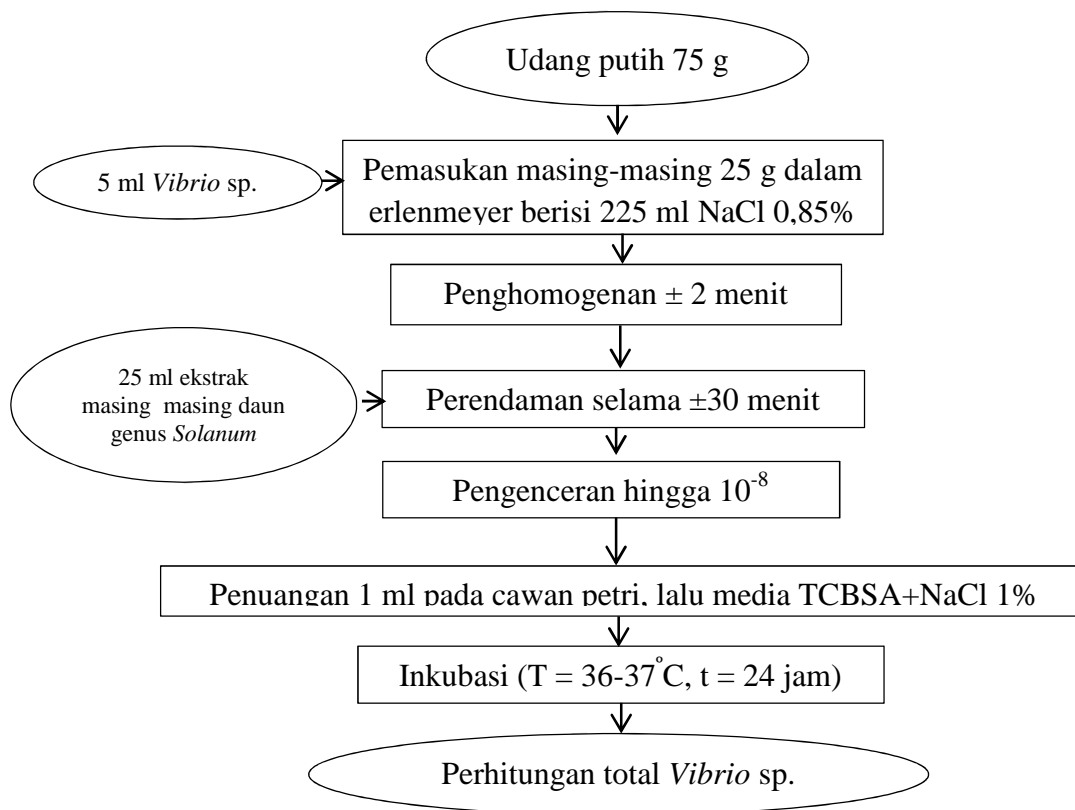 Udang putih 75 g
5 ml Vibrio sp.
Pemasukan masing-masing 25 g dalam
erlenmeyer berisi 225 ml NaCl 0,85%
Penghomogenan ± 2 menit
25 ml ekstrak
masing masing daun
genus Solanum
Perendaman selama ±30 menit
Pengenceran hingga 10⁻⁸
Penuangan 1 ml pada cawan petri, lalu media TCBSA+NaCl 1%
Inkubasi (T = 36-37°C, t = 24 jam)
Perhitungan total Vibrio sp.